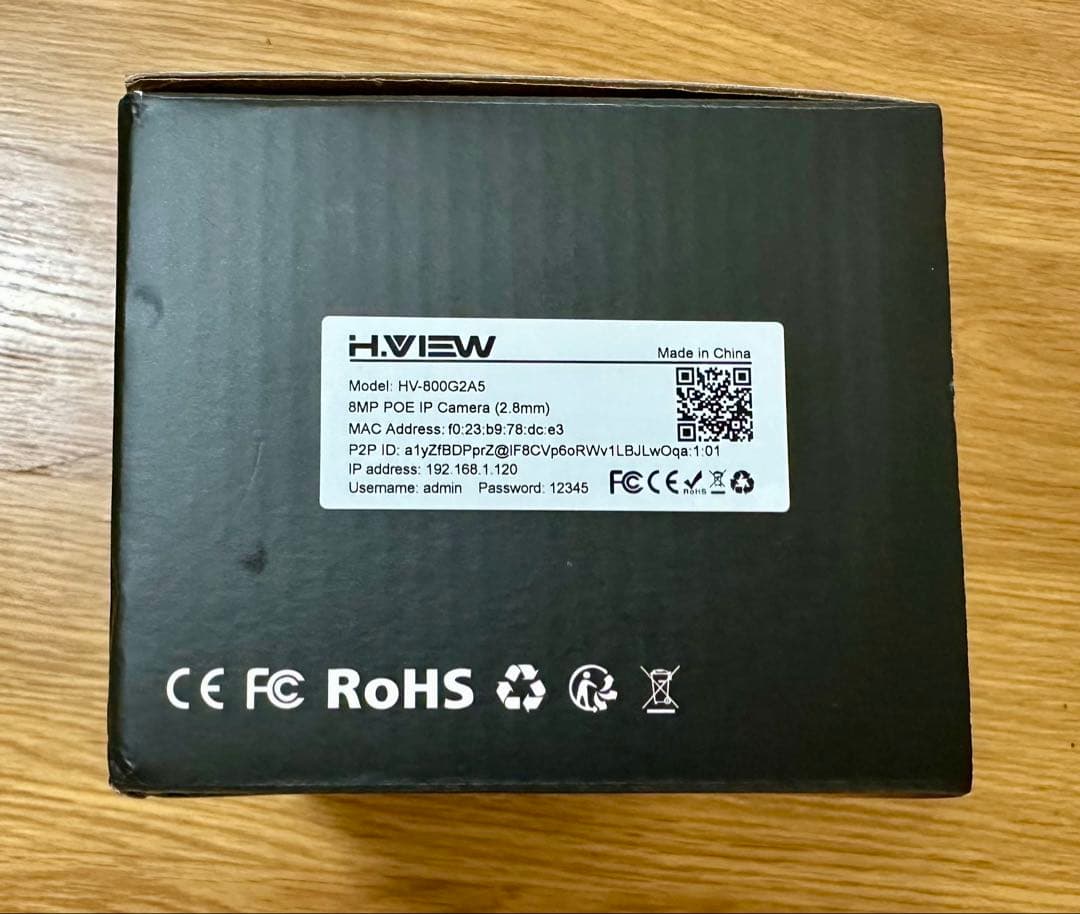 H.VIEW
Made in China
Model: HV-800G2A5
8MP POE IP Camera (2.8mm)
MAC Address: f0:23:b9:78:dc:e3
P2P ID: a1yZfBDPprZ@IF8CVp6oRWv1LBJLwOqa:1:01
IP address: 192.168.1.120
Username: admin Password: 12345
FC CE RoHS
CE FC RoHS